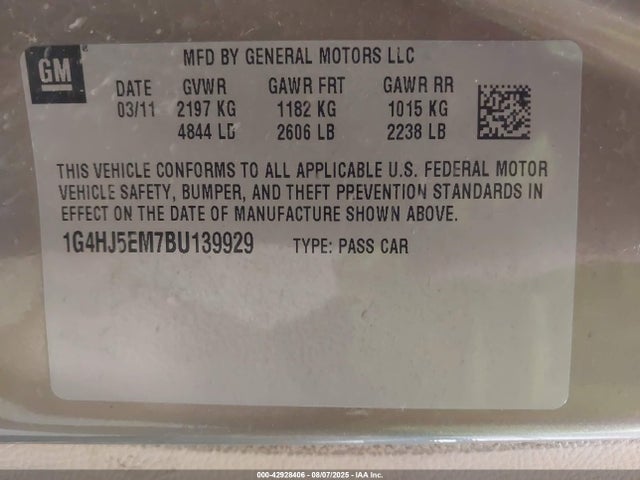 GM
MFD BY GENERAL MOTORS LLC
DATE GVWR GAWR FRT GAWR RR
03/11 2197 KG 1182 KG 1015 KG
4844 LB 2606 LB 2238 LB
THIS VEHICLE CONFORMS TO ALL APPLICABLE U.S. FEDERAL MOTOR
VEHICLE SAFETY, BUMPER, AND THEFT PREVENTION STANDARDS IN
EFFECT ON THE DATE OF MANUFACTURE SHOWN ABOVE.
1G4HJ5EM7BU139929 TYPE: PASS CAR
000-42928406 - 08/07/2025 - IAA Inc.